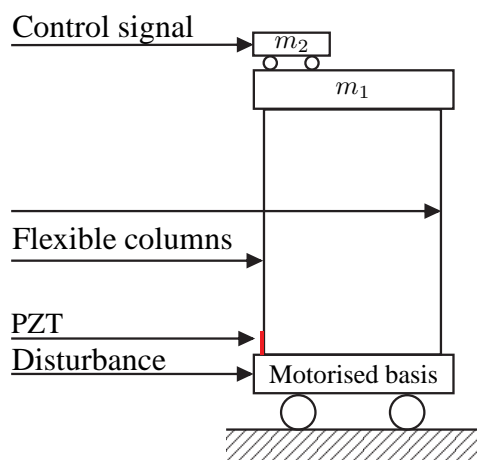 Control signal
m₂
m₁
Flexible columns
PZT
Disturbance
Motorised basis